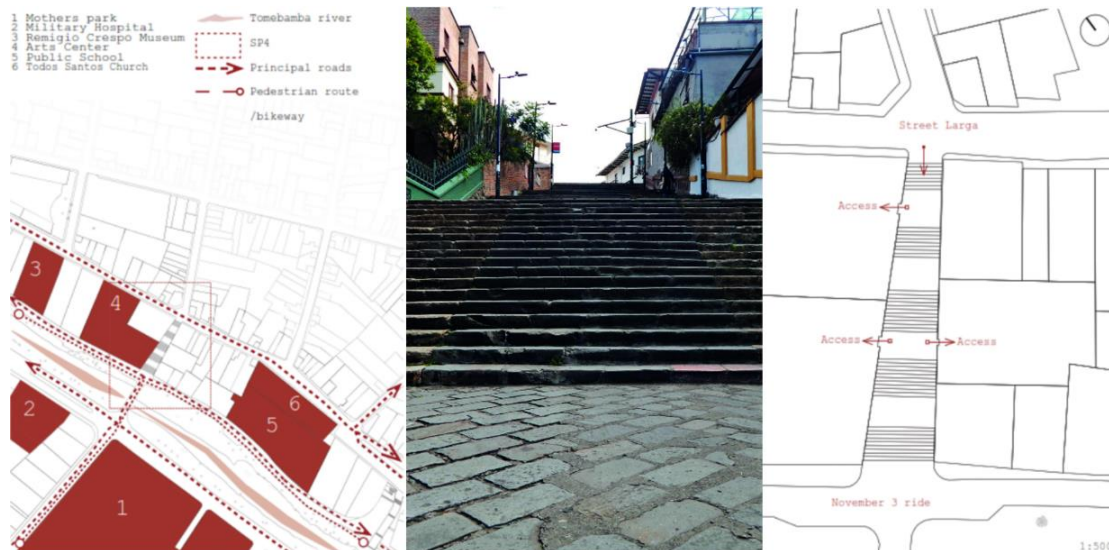 1 Mothers park
2 Military Hospital
3 Remigio Crespo Museum
4 Arts Center
5 Public School
6 Todos Santos Church
Tomebamba river
SP4
Principal roads
Pedestrian route
/bikeway
3
4
2
6
5
1
Street Larga
Access
Access
Access
November 3 ride
1:500